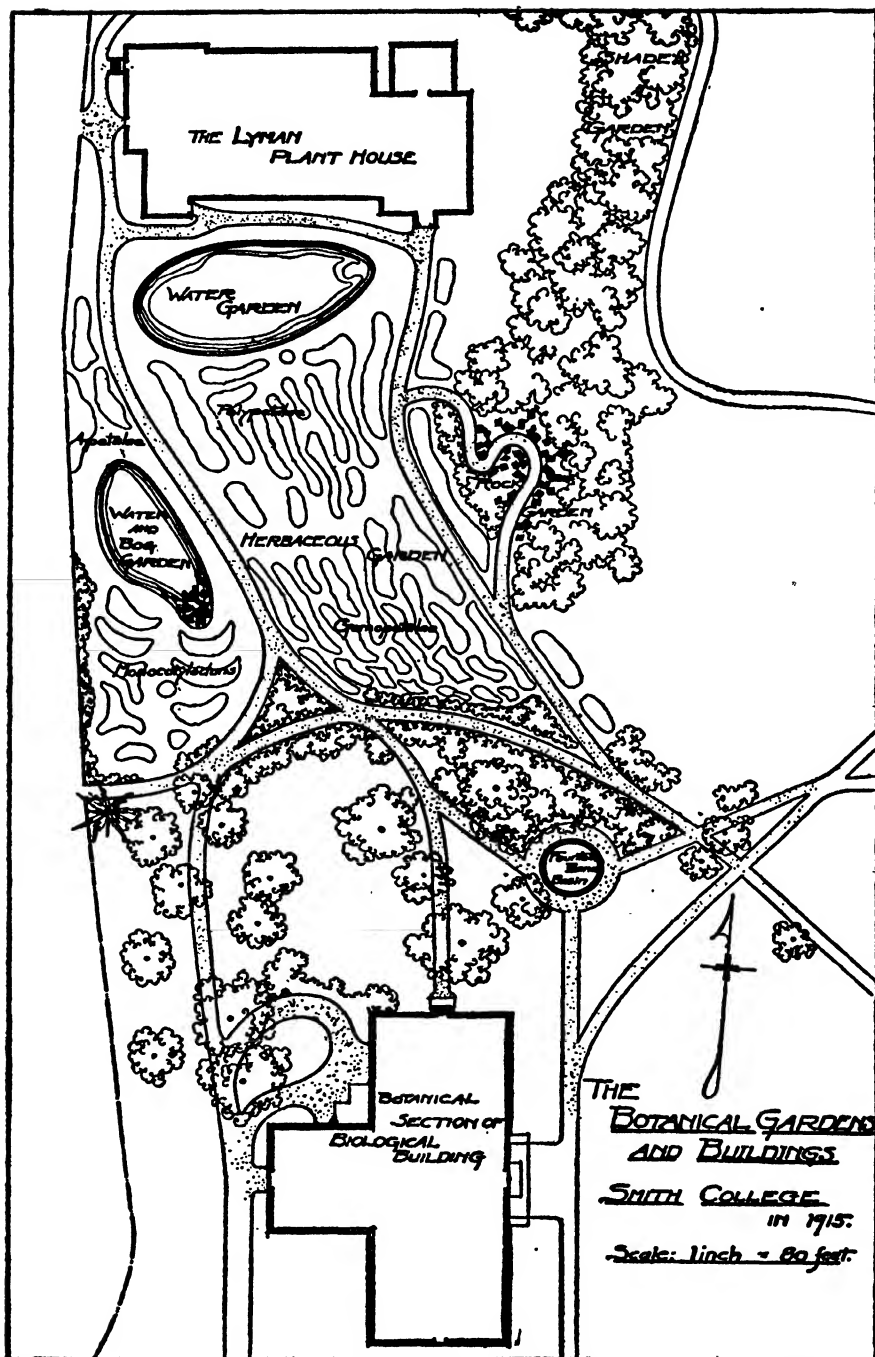 SHADE
GARDEN
THE LYMAN
PLANT HOUSE
WATER
GARDEN
Polypetalae
Apetalae
ROCK
GARDEN
WATER
AND
BOG
GARDEN
HERBACEOUS
GARDEN
Gamopetalae
Monocotyledons
Basin
BOTANICAL
SECTION OF
BIOLOGICAL
BUILDING
THE
BOTANICAL GARDENS
AND BUILDINGS
SMITH COLLEGE
IN 1915.
Scale: 1inch = 80 feet.